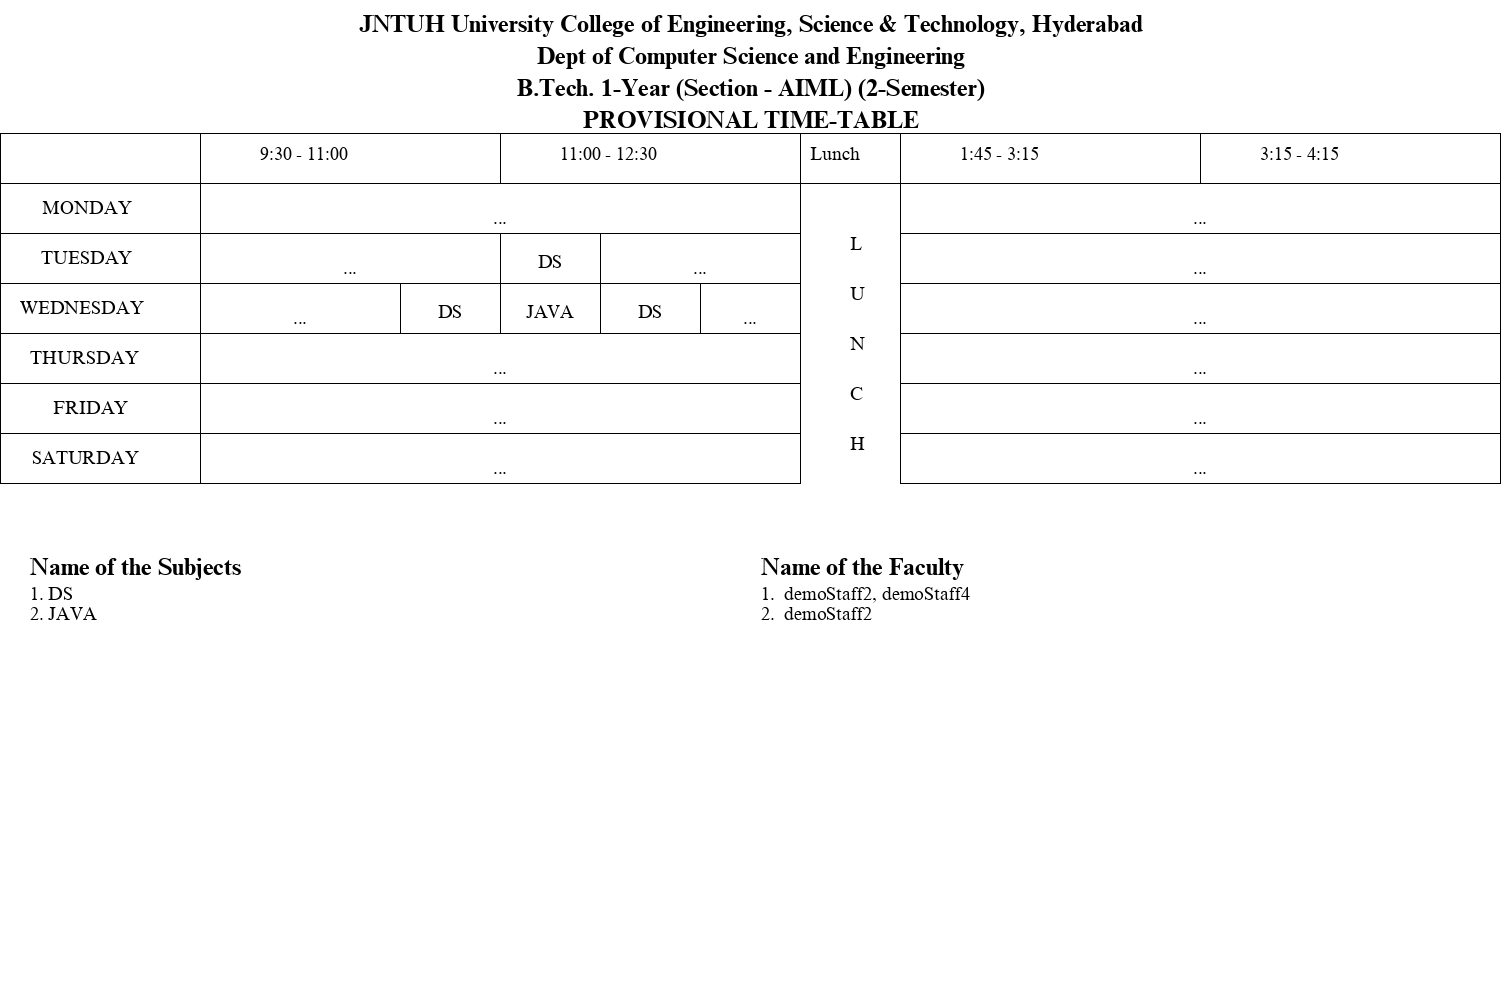 JNTUH University College of Engineering, Science & Technology, Hyderabad
Dept of Computer Science and Engineering
B.Tech. 1-Year (Section - AIML) (2-Semester)
PROVISIONAL TIME-TABLE
9:30 - 11:00 11:00 - 12:30 Lunch 1:45 - 3:15 3:15 - 4:15
MONDAY ... ...
TUESDAY ... DS ... L ...
WEDNESDAY ... DS JAVA DS ... U ...
THURSDAY ... N ...
FRIDAY ... C ...
SATURDAY ... H ...
Name of the Subjects Name of the Faculty
1. DS 1. demoStaff2, demoStaff4
2. JAVA 2. demoStaff2